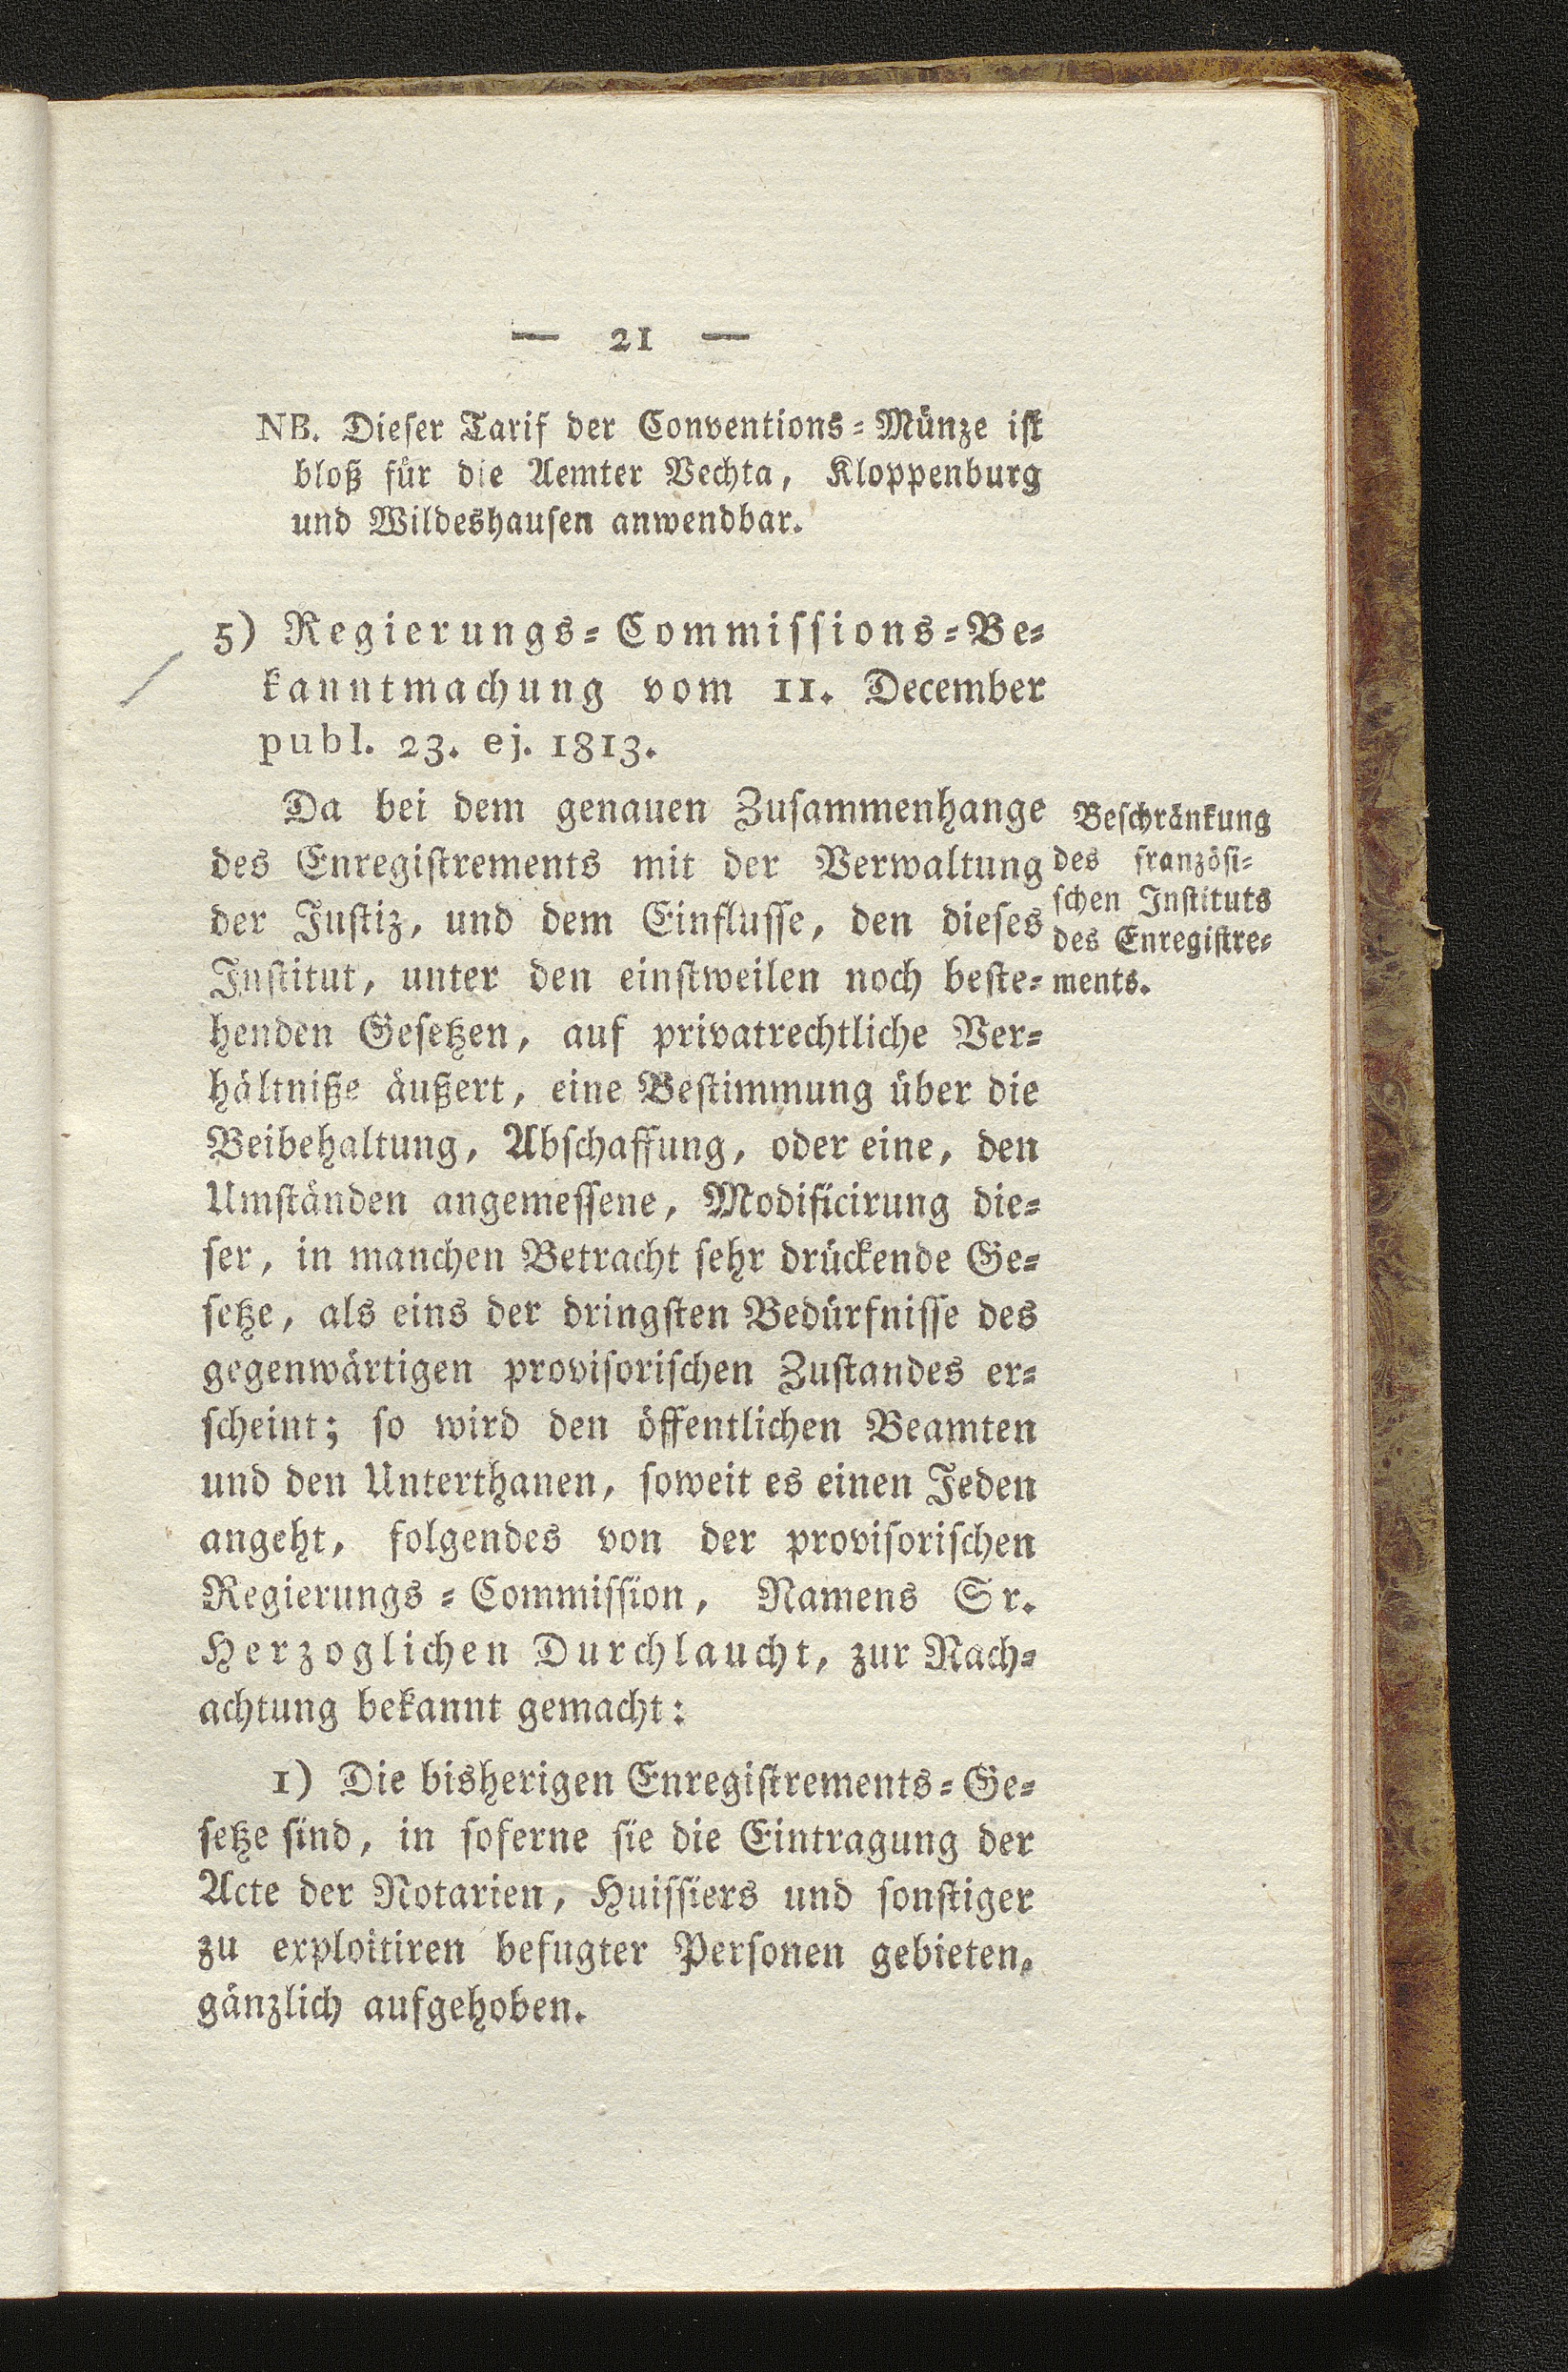 — 21 —
NB. Dieſer Tarif der Conventions-Münze iſt
bloß für die Aemter Vechta, Kloppenburg
und Wildeshauſen anwendbar.
5) Regierungs-Commiſſions-Be-
kanntmachung vom 11. December
publ. 23. ej. 1813.
Da bei dem genauen Zuſammenhange
des Enregiſtrements mit der Verwaltung
der Juſtiz, und dem Einfluſſe, den dieſes
Inſtitut, unter den einſtweilen noch beſte-
henden Geſetzen, auf privatrechtliche Ver-
hältniße äußert, eine Beſtimmung über die
Beibehaltung, Abſchaffung, oder eine, den
Umſtänden angemeſſene, Modificirung die-
ſer, in manchen Betracht ſehr drückende Ge-
ſetze, als eins der dringſten Bedürfniſſe des
gegenwärtigen proviſoriſchen Zuſtandes er-
ſcheint; ſo wird den öffentlichen Beamten
und den Unterthanen, ſoweit es einen Jeden
angeht, folgendes von der proviſoriſchen
Regierungs-Commiſſion, Namens Sr.
Herzoglichen Durchlaucht, zur Nach-
achtung bekannt gemacht:
1) Die bisherigen Enregiſtrements-Ge-
ſetze ſind, in ſoferne ſie die Eintragung der
Acte der Notarien, Huiſſiers und ſonſtiger
zu exploitiren befugter Perſonen gebieten,
gänzlich aufgehoben.
Beſchränkung
des franzöſi-
ſchen Inſtituts
des Enregiſtre-
ments.